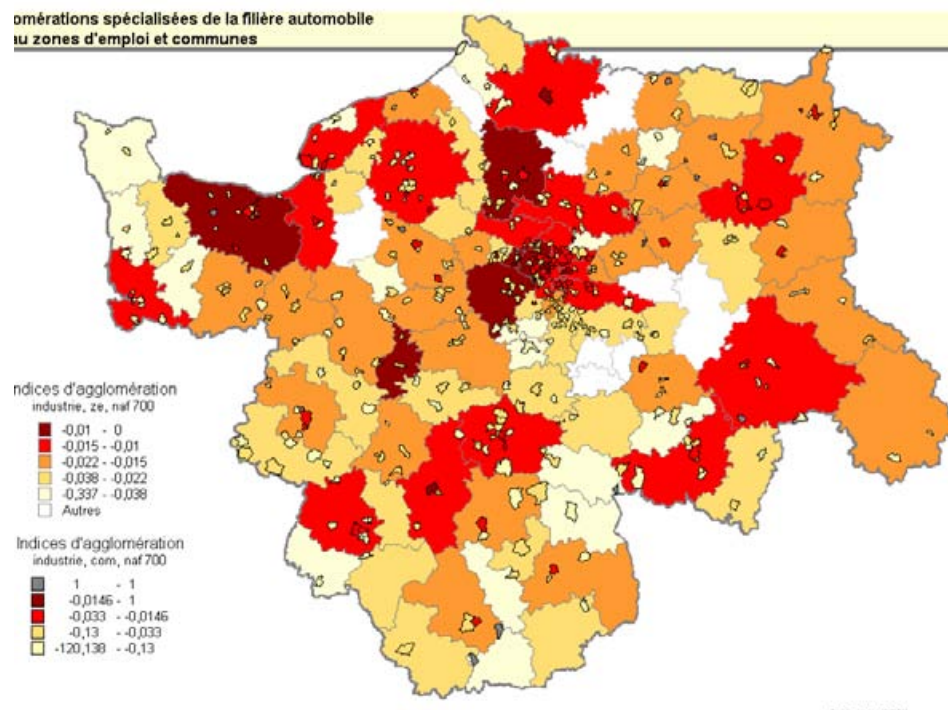 omérations spécialisées de la filière automobile
au zones d'emploi et communes
ndices d'agglomération
industrie, ze, naf 700
-0,01 - 0
-0,015 - -0,01
-0,022 - -0,015
-0,038 - -0,022
-0,337 - -0,038
Autres
Indices d'agglomération
industrie, com, naf 700
1 - 1
-0,0146 - 1
-0,033 - -0,0146
-0,13 - -0,033
-120,138 - -0,13